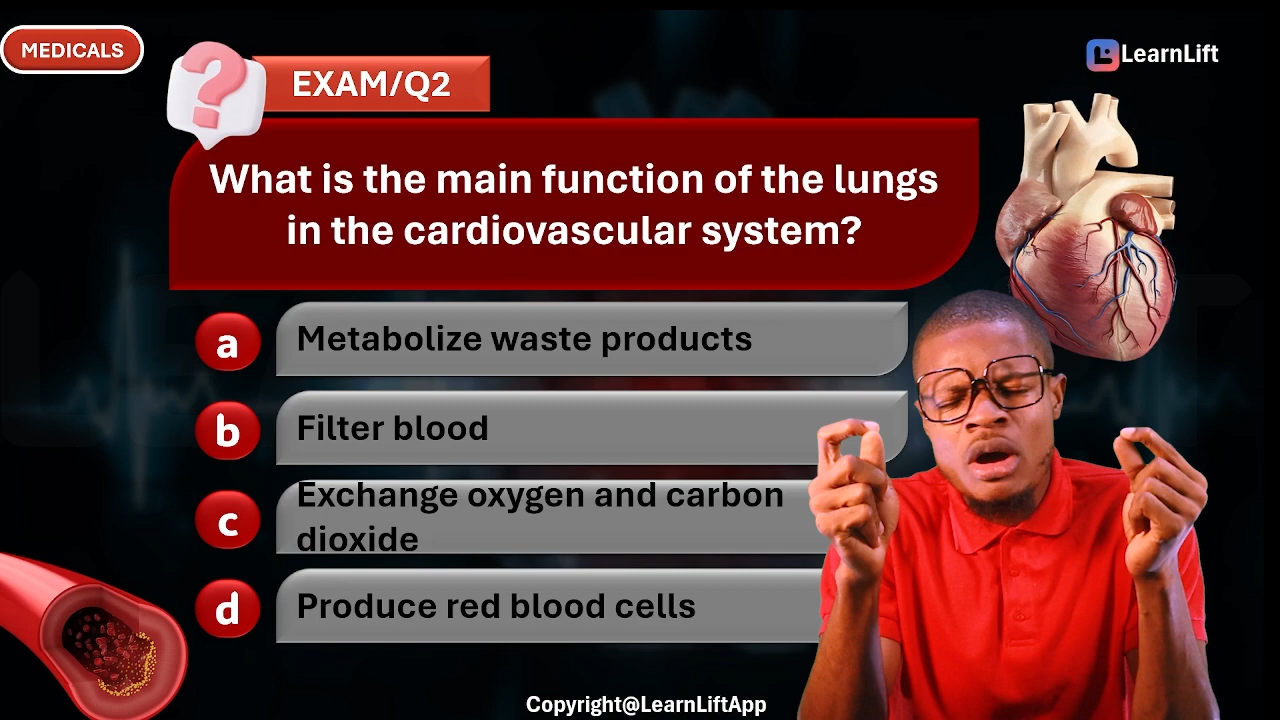 MEDICALS
LearnLift
EXAM/Q2
What is the main function of the lungs
in the cardiovascular system?
a
Metabolize waste products
b
Filter blood
c
Exchange oxygen and carbon
dioxide
d
Produce red blood cells
Copyright@LearnLiftApp